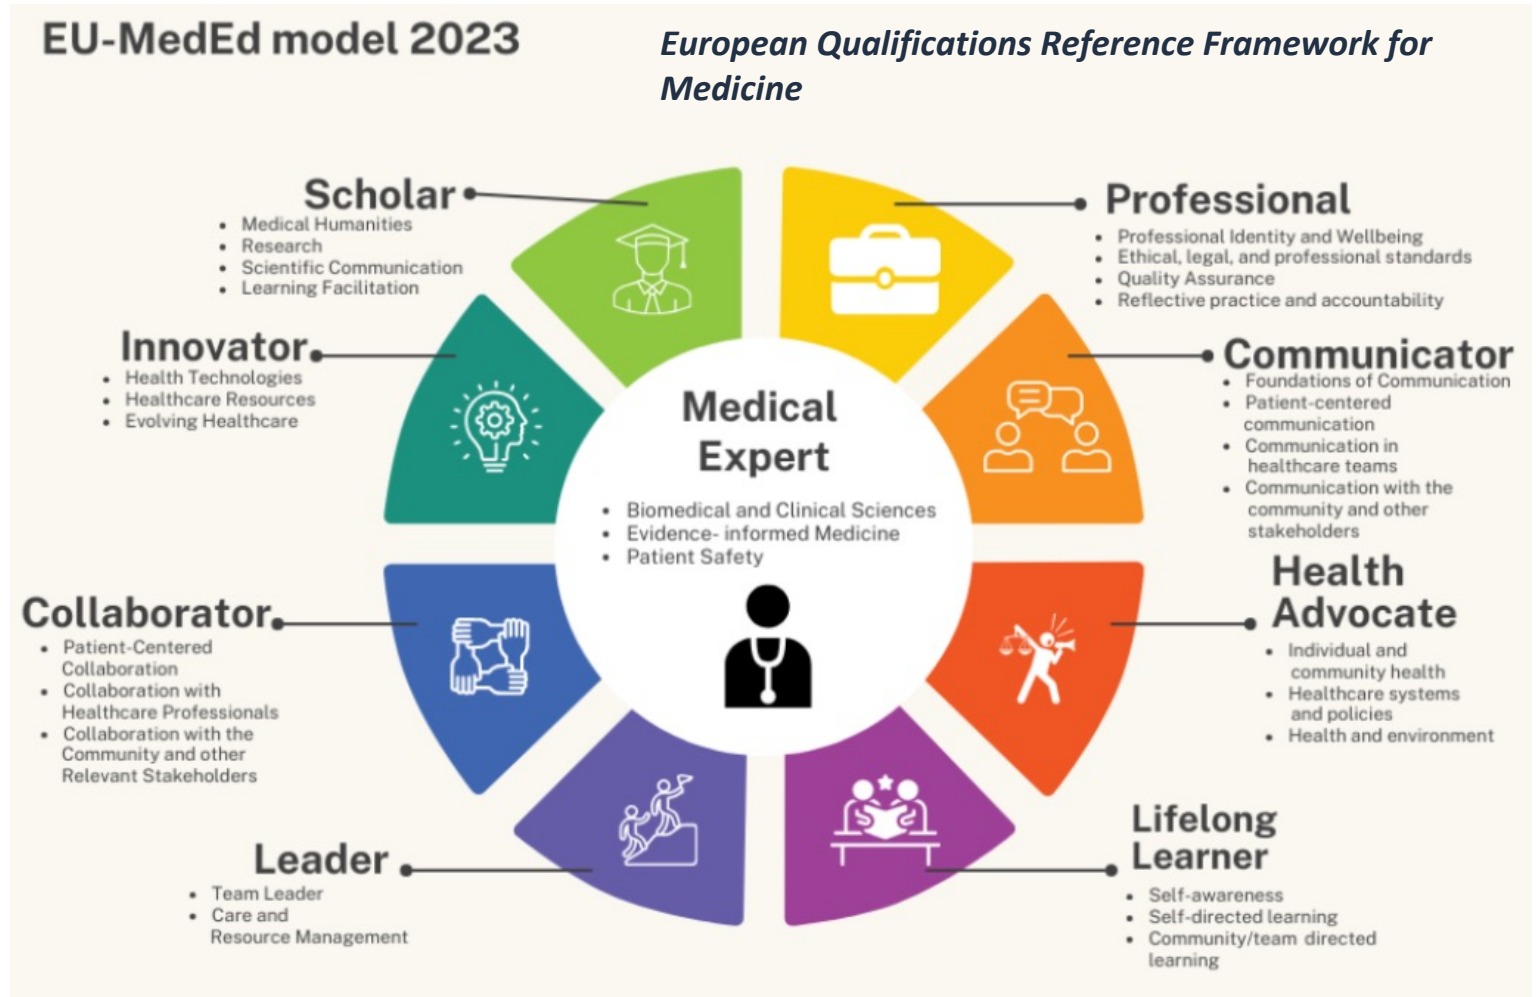 EU-MedEd model 2023
European Qualifications Reference Framework for
Medicine
Scholar
• Medical Humanities
• Research
• Scientific Communication
• Learning Facilitation
Professional
• Professional Identity and Wellbeing
• Ethical, legal, and professional standards
• Quality Assurance
• Reflective practice and accountability
Innovator
• Health Technologies
• Healthcare Resources
• Evolving Healthcare
Communicator
• Foundations of Communication
• Patient-centered
communication
• Communication in
healthcare teams
• Communication with the
community and other
stakeholders
Medical
Expert
• Biomedical and Clinical Sciences
• Evidence- informed Medicine
• Patient Safety
Collaborator
• Patient-Centered
Collaboration
• Collaboration with
Healthcare Professionals
• Collaboration with the
Community and other
Relevant Stakeholders
Health
Advocate
• Individual and
community health
• Healthcare systems
and policies
• Health and environment
Leader
• Team Leader
• Care and
Resource Management
Lifelong
Learner
• Self-awareness
• Self-directed learning
• Community/team directed
learning